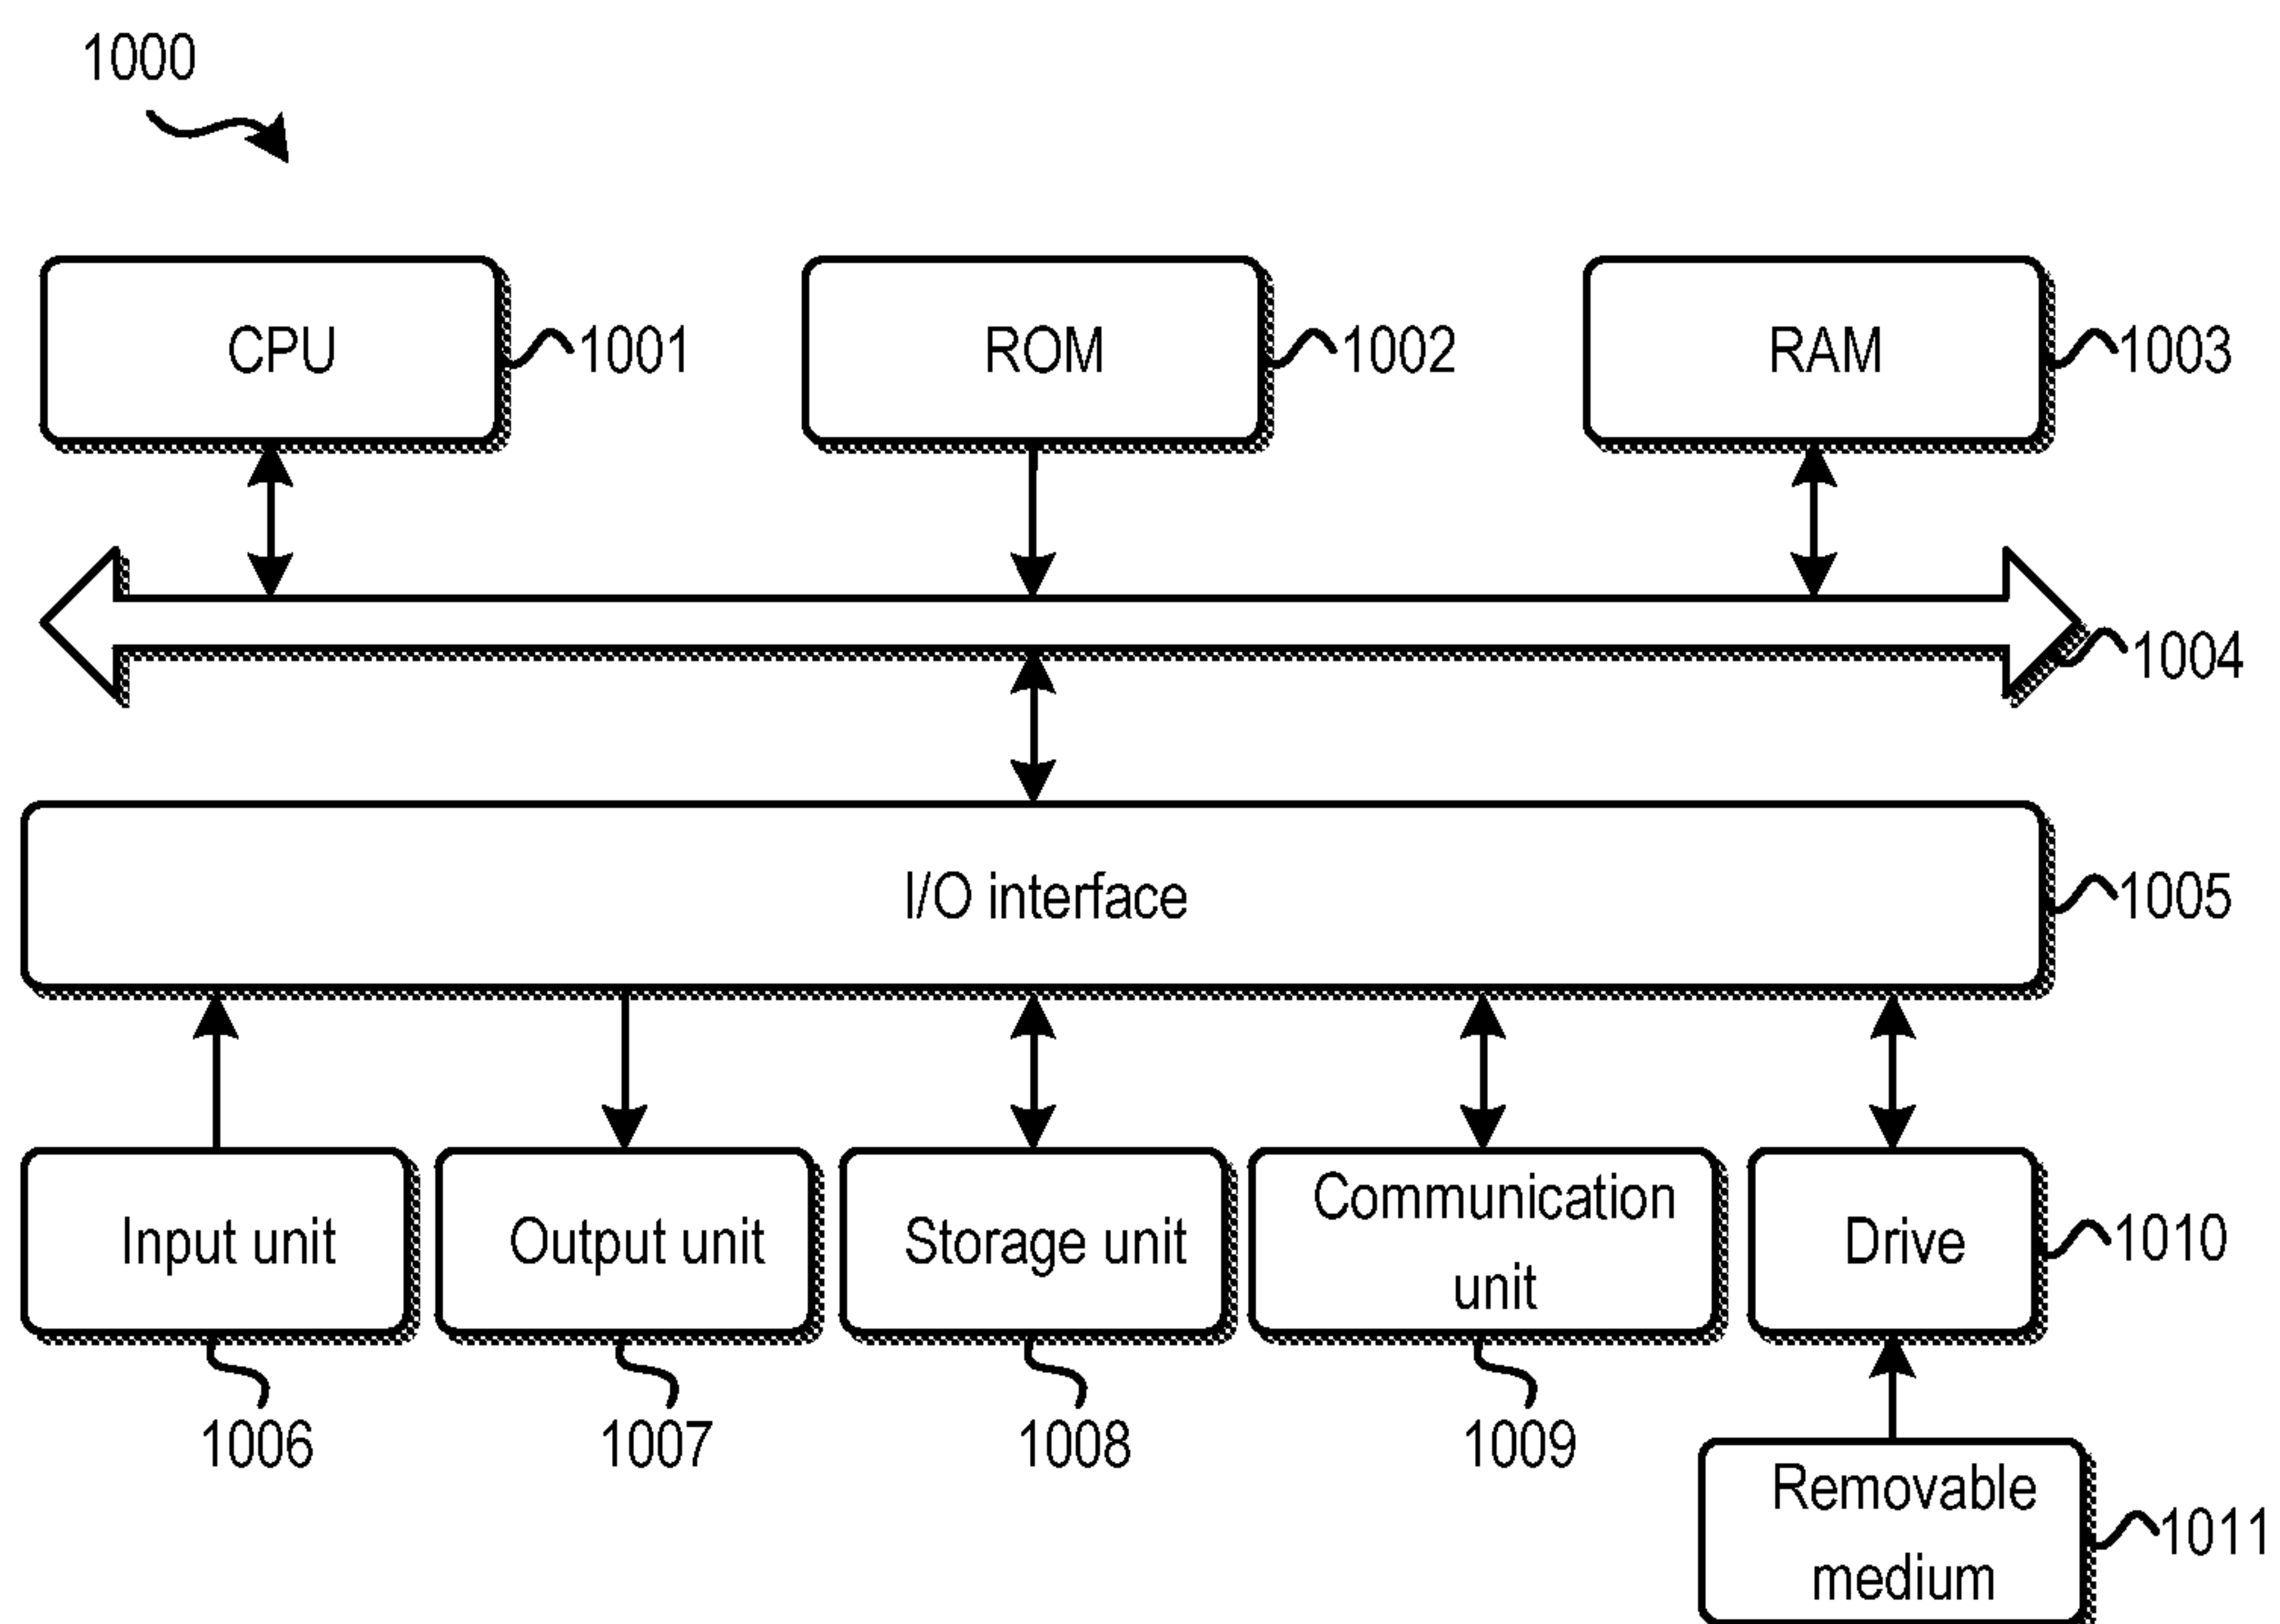 1000
CPU
1001
ROM
1002
RAM
1003
1004
I/O interface
1005
Input unit
Output unit
Storage unit
Communication
unit
Drive
1010
1006
1007
1008
1009
Removable
medium
1011